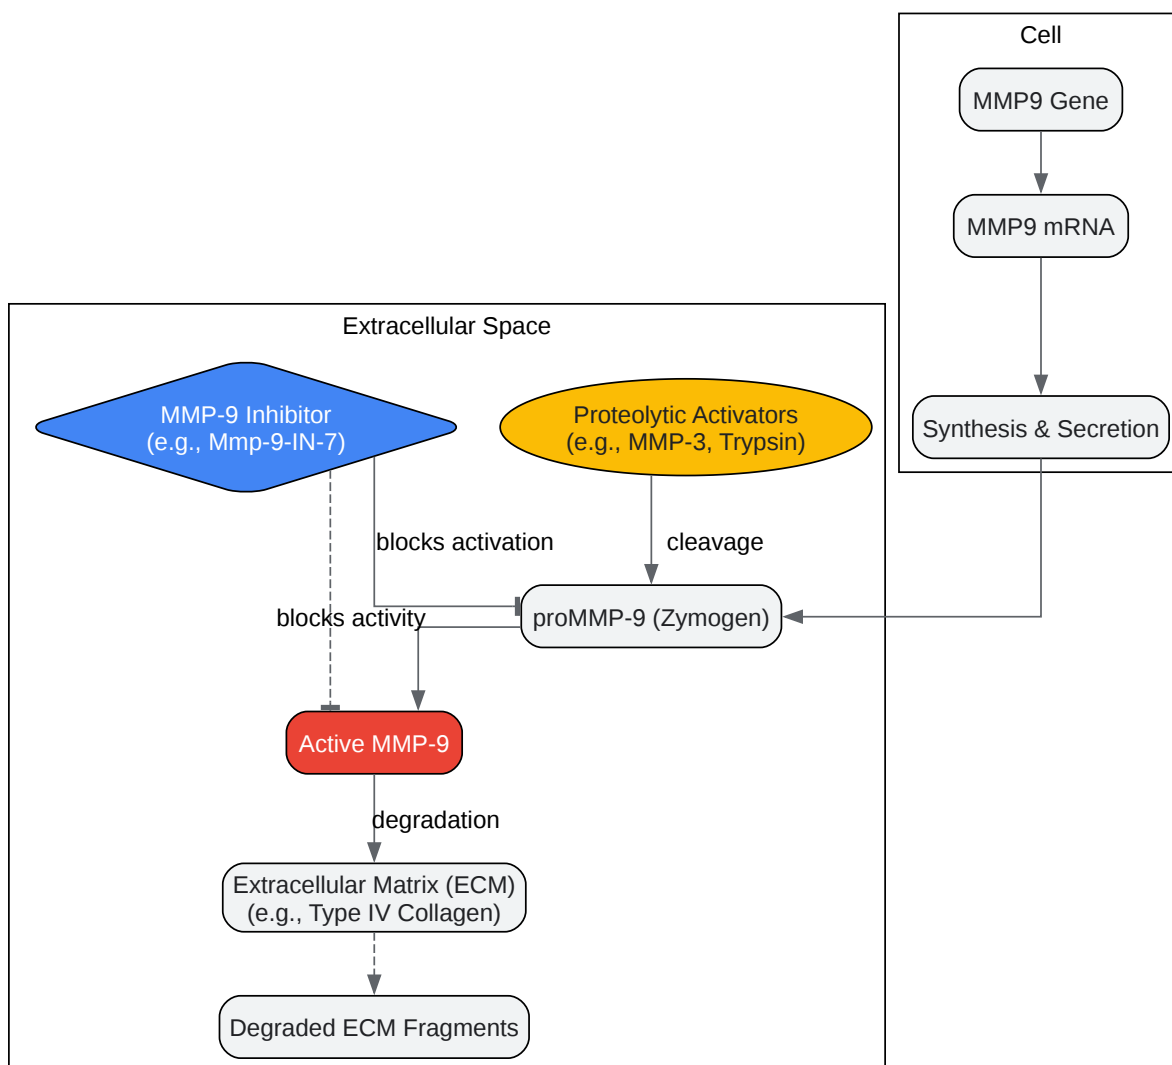 Cell
MMP9 Gene
MMP9 mRNA
Synthesis & Secretion
Extracellular Space
MMP-9 Inhibitor
(e.g., Mmp-9-IN-7)
Proteolytic Activators
(e.g., MMP-3, Trypsin)
blocks activation
cleavage
blocks activity
proMMP-9 (Zymogen)
Active MMP-9
degradation
Extracellular Matrix (ECM)
(e.g., Type IV Collagen)
Degraded ECM Fragments